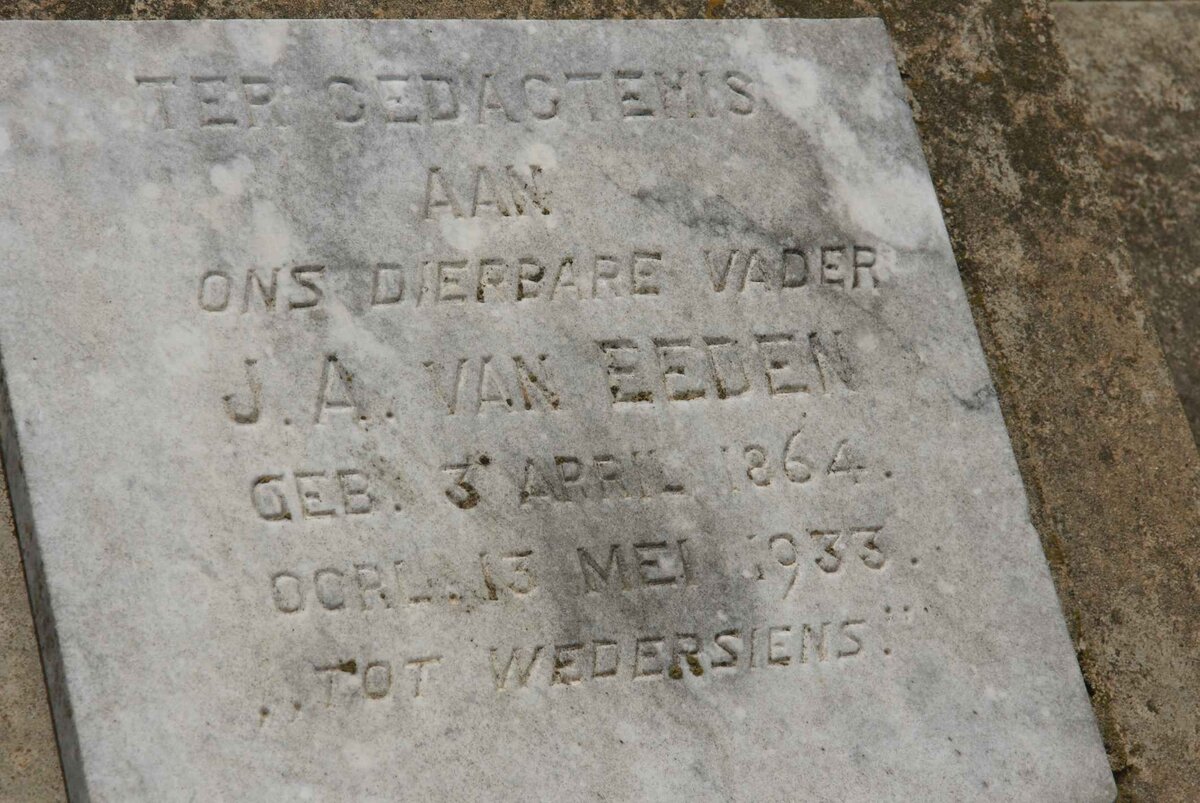 TER GEDAGTENIS
AAN
ONS DIERBARE VADER
J. A. VAN EEDEN
GEB. 3 APRIL 1864.
OORL. 13 MEI 1933.
„TOT WEDERSIENS.”